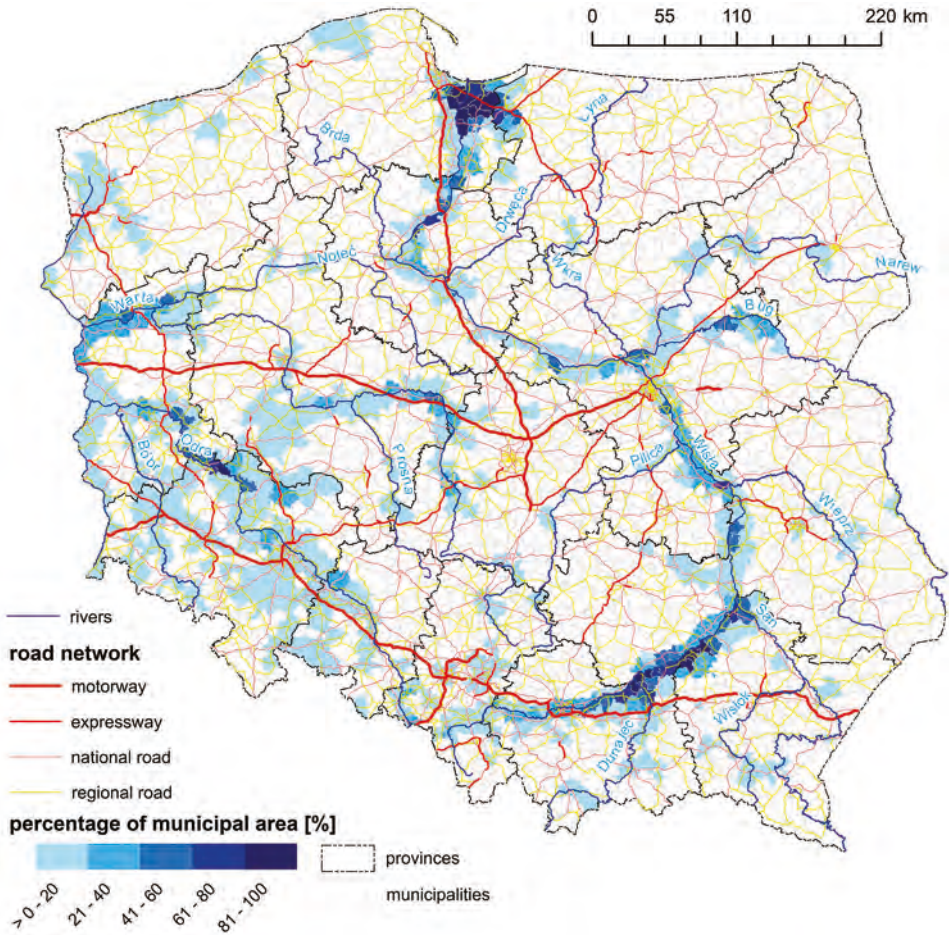 0 55 110 220 km
Łyna
Brda
Drwęca
Wkra
Noteć
Narew
Warta
Bug
Odra
Bóbr
Prosna
Pilica
Wisła
Wieprz
San
Wisłok
Dunajec
rivers
road network
motorway
expressway
national road
regional road
percentage of municipal area [%]
> 0 - 20
21 - 40
41 - 60
61 - 80
81 - 100
provinces
municipalities